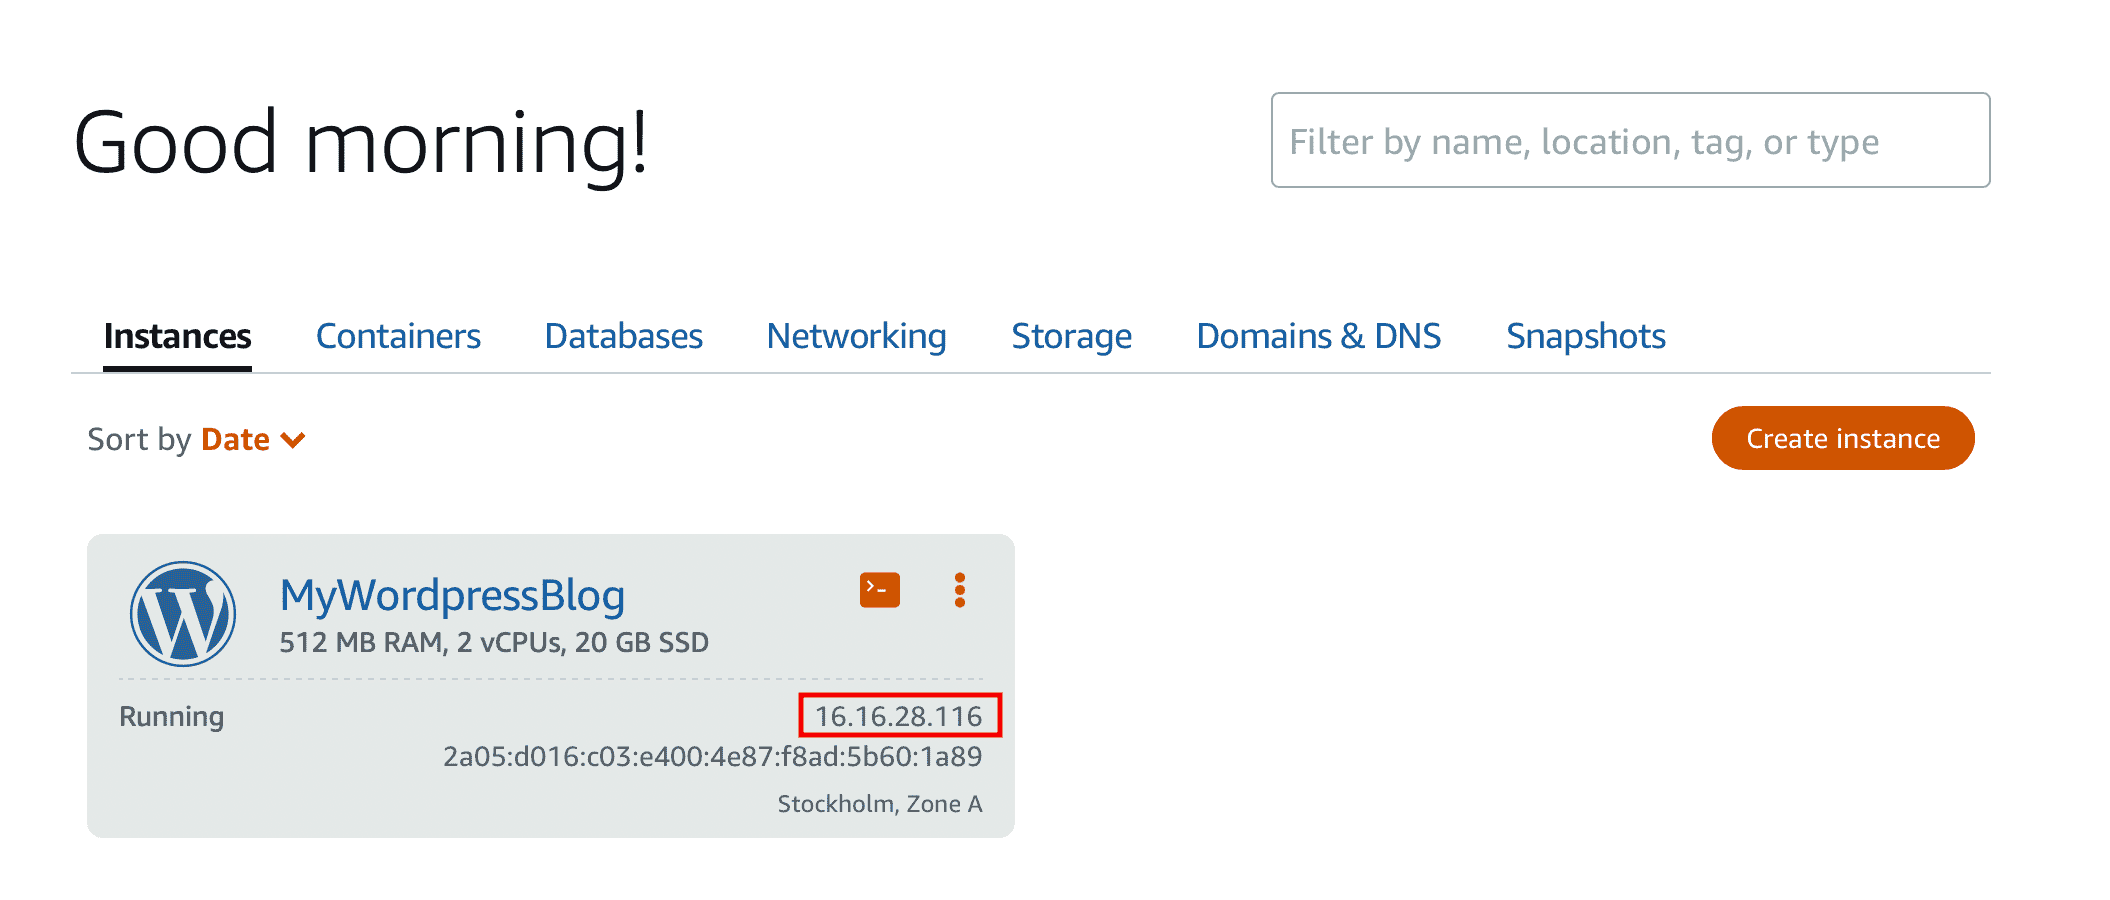 Good morning!
Filter by name, location, tag, or type
Instances Containers Databases Networking Storage Domains & DNS Snapshots
Sort by Date
Create instance
MyWordpressBlog
512 MB RAM, 2 vCPUs, 20 GB SSD
Running
16.16.28.116
2a05:d016:c03:e400:4e87:f8ad:5b60:1a89
Stockholm, Zone A